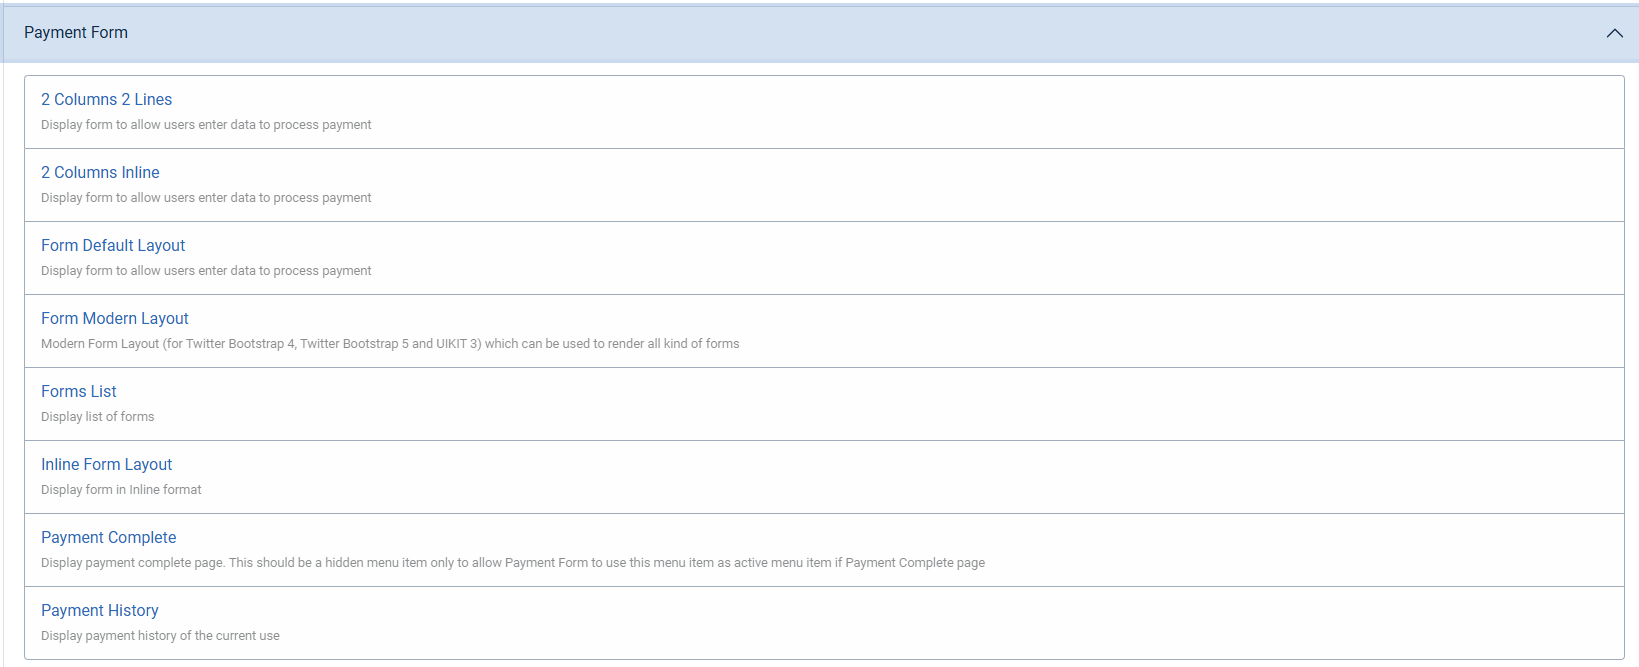 Payment Form
2 Columns 2 Lines
Display form to allow users enter data to process payment
2 Columns Inline
Display form to allow users enter data to process payment
Form Default Layout
Display form to allow users enter data to process payment
Form Modern Layout
Modern Form Layout (for Twitter Bootstrap 4, Twitter Bootstrap 5 and UIKIT 3) which can be used to render all kind of forms
Forms List
Display list of forms
Inline Form Layout
Display form in Inline format
Payment Complete
Display payment complete page. This should be a hidden menu item only to allow Payment Form to use this menu item as active menu item if Payment Complete page
Payment History
Display payment history of the current use